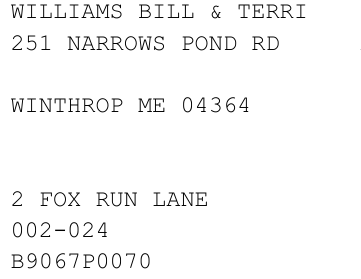 WILLIAMS BILL & TERRI
251 NARROWS POND RD
WINTHROP ME 04364
2 FOX RUN LANE
002-024
B9067P0070